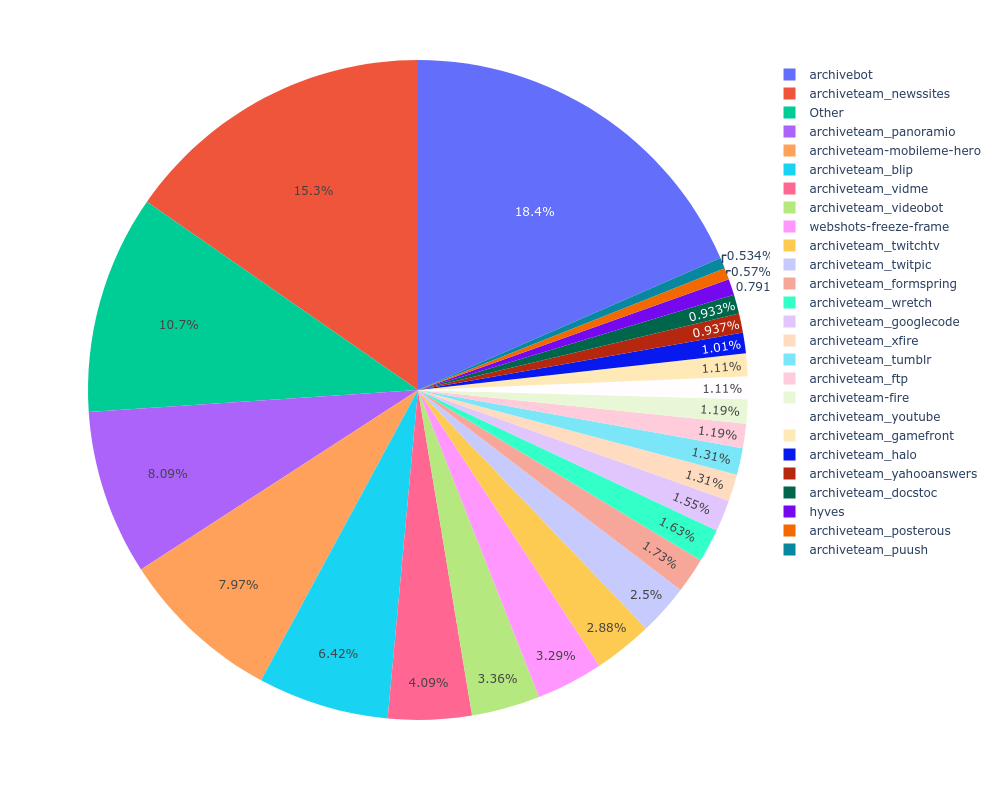 archivebot
archiveteam_newssites
Other
archiveteam_panoramio
archiveteam-mobileme-hero
archiveteam_blip
archiveteam_vidme
archiveteam_videobot
webshots-freeze-frame
archiveteam_twitchtv
archiveteam_twitpic
archiveteam_formspring
archiveteam_wretch
archiveteam_googlecode
archiveteam_xfire
archiveteam_tumblr
archiveteam_ftp
archiveteam-fire
archiveteam_youtube
archiveteam_gamefront
archiveteam_halo
archiveteam_yahooanswers
archiveteam_docstoc
hyves
archiveteam_posterous
archiveteam_puush
18.4%
15.3%
10.7%
8.09%
7.97%
6.42%
4.09%
3.36%
3.29%
2.88%
2.5%
1.73%
1.63%
1.55%
1.31%
1.31%
1.19%
1.19%
1.11%
1.11%
1.01%
0.937%
0.933%
0.791
0.57%
0.534%